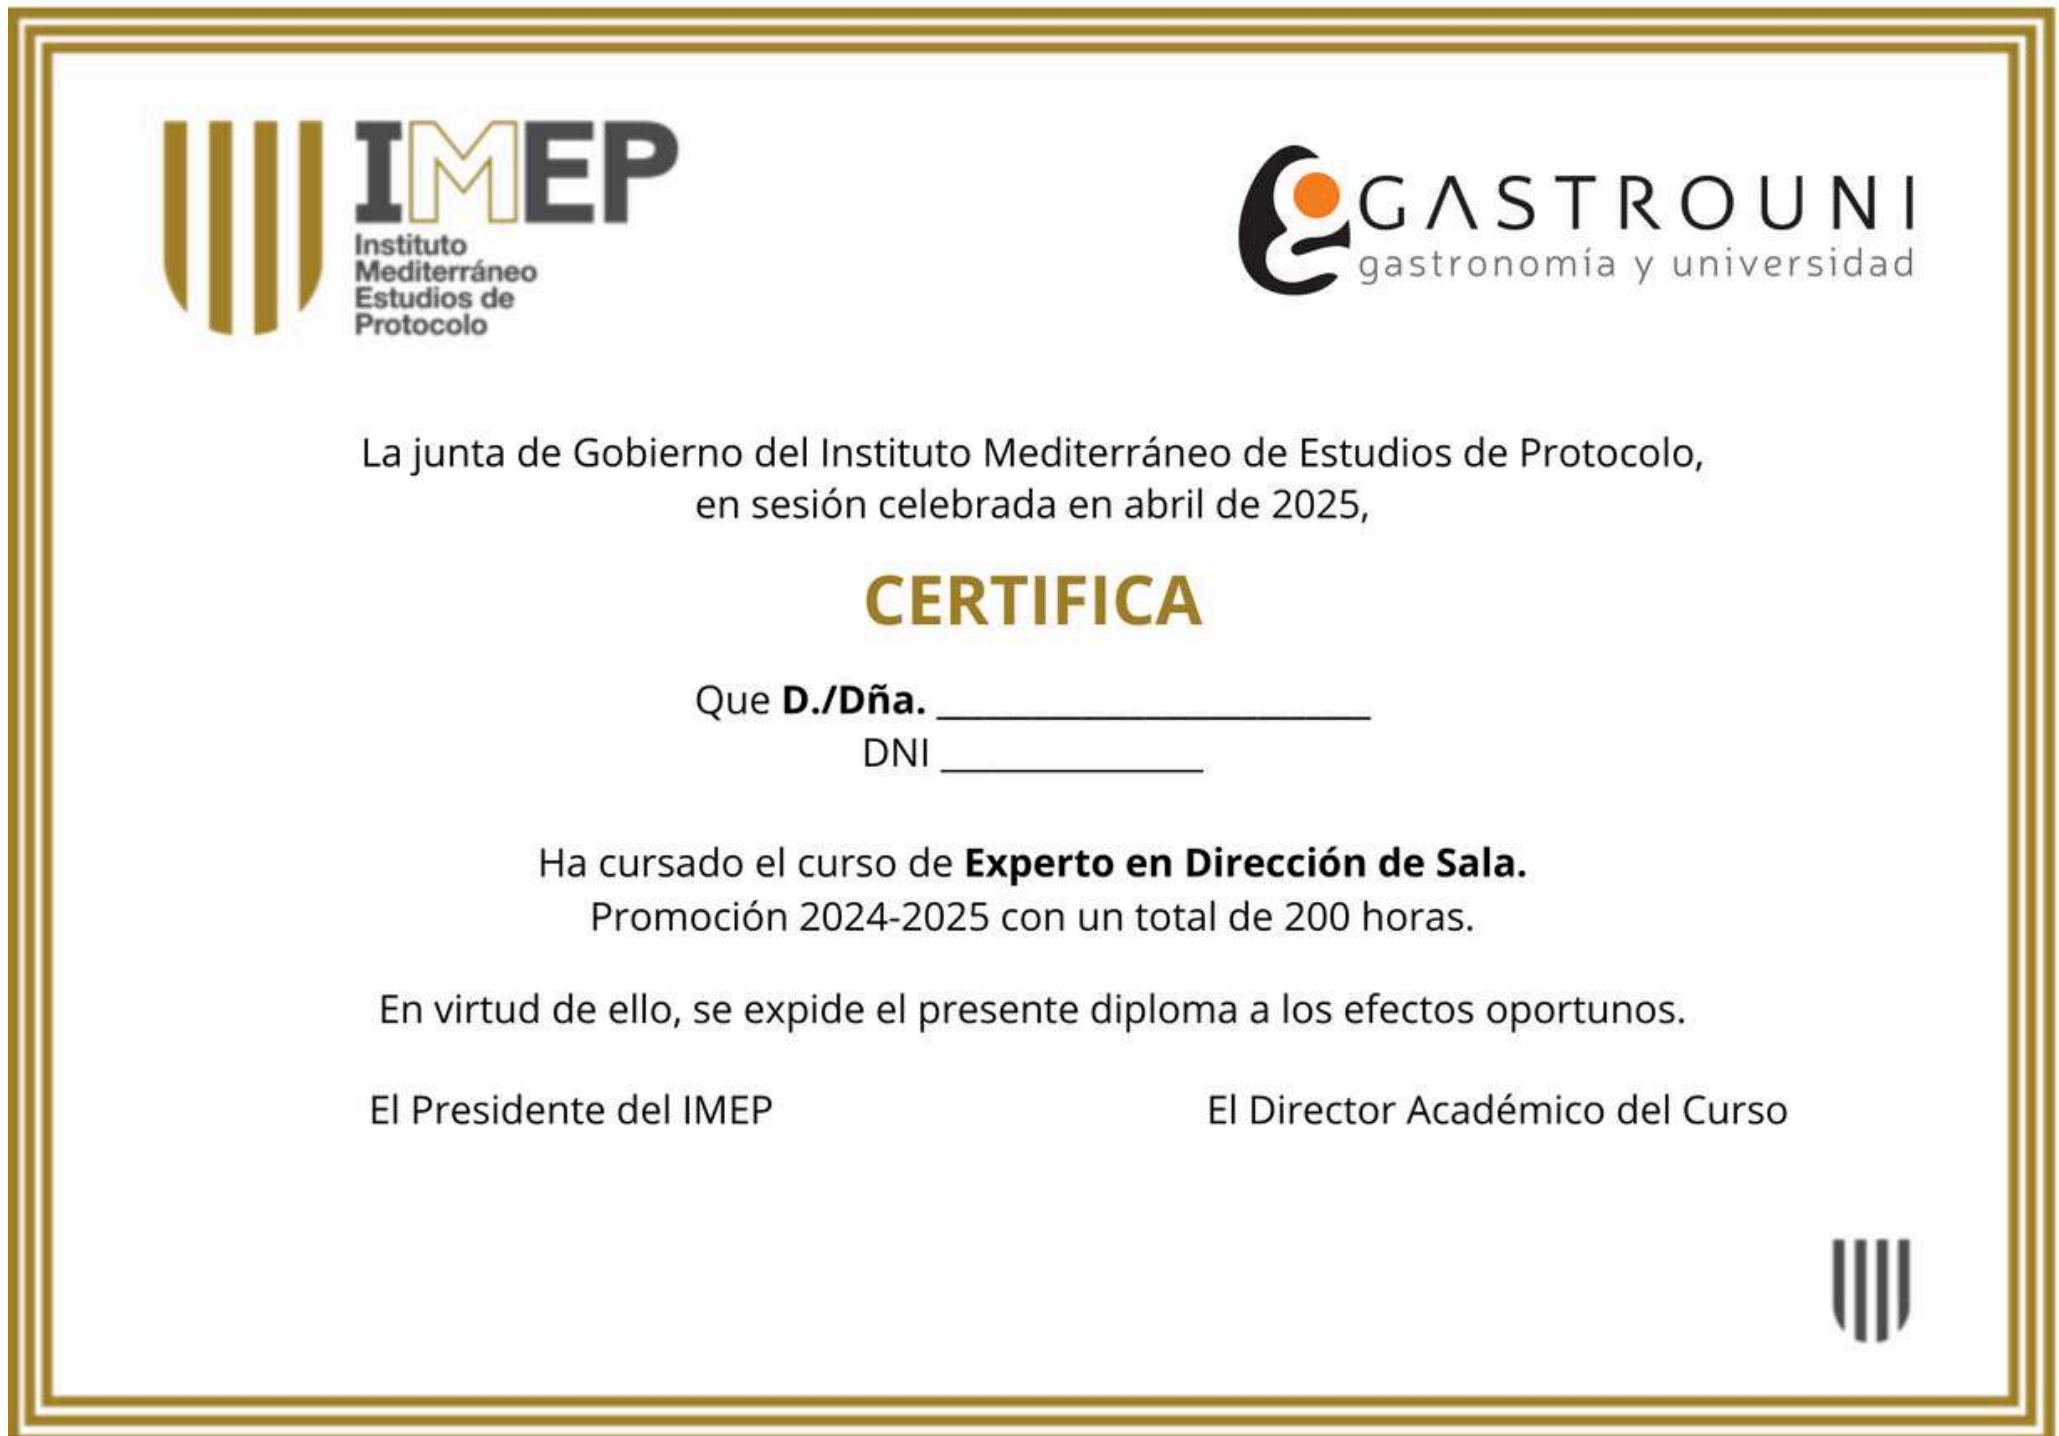 IMEP
Instituto
Mediterráneo
Estudios de
Protocolo
GASTROUNI
gastronomía y universidad
La junta de Gobierno del Instituto Mediterráneo de Estudios de Protocolo,
en sesión celebrada en abril de 2025,
CERTIFICA
Que D./Dña. ______________________
DNI ______________
Ha cursado el curso de Experto en Dirección de Sala.
Promoción 2024-2025 con un total de 200 horas.
En virtud de ello, se expide el presente diploma a los efectos oportunos.
El Presidente del IMEP
El Director Académico del Curso